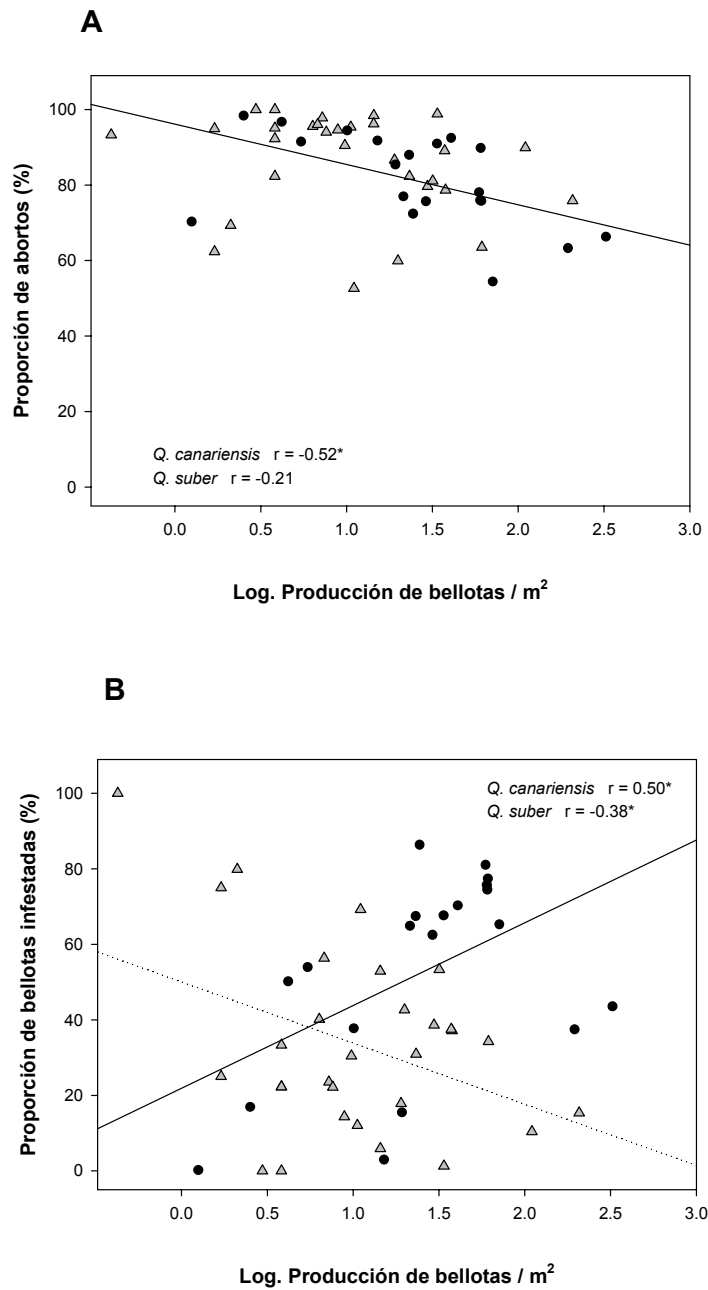 A
Proporción de abortos (%)
100
80
60
40
20
0
Q. canariensis r = -0.52*
Q. suber r = -0.21
0.0 0.5 1.0 1.5 2.0 2.5 3.0
Log. Producción de bellotas / m²
B
Proporción de bellotas infestadas (%)
100
80
60
40
20
0
Q. canariensis r = 0.50*
Q. suber r = -0.38*
0.0 0.5 1.0 1.5 2.0 2.5 3.0
Log. Producción de bellotas / m²